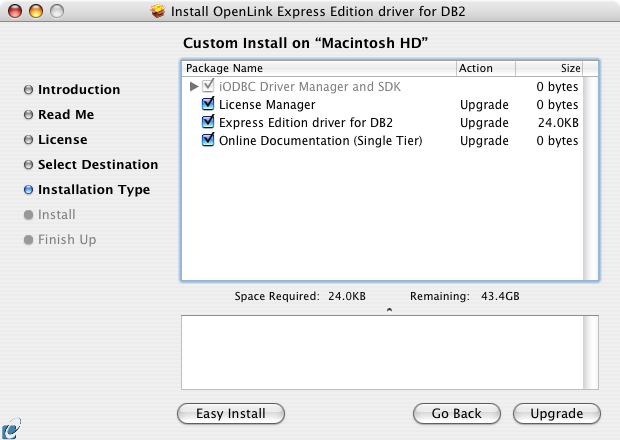 Install OpenLink Express Edition driver for DB2
Custom Install on “Macintosh HD”
Introduction
Read Me
License
Select Destination
Installation Type
Install
Finish Up
Package Name Action Size
iODBC Driver Manager and SDK 0 bytes
License Manager Upgrade 0 bytes
Express Edition driver for DB2 Upgrade 24.0KB
Online Documentation (Single Tier) Upgrade 0 bytes
Space Required: 24.0KB Remaining: 43.4GB
Easy Install Go Back Upgrade